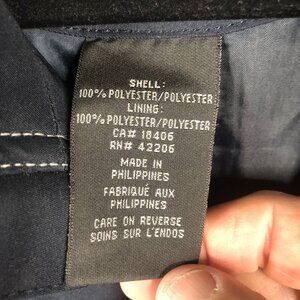 SHELL:
100% POLYESTER/POLYESTER
LINING:
100% POLYESTER/POLYESTER
CA# 18406
RN# 42206
MADE IN
PHILIPPINES
FABRIQUÉ AUX
PHILIPPINES
CARE ON REVERSE
SOINS SUR L'ENDOS